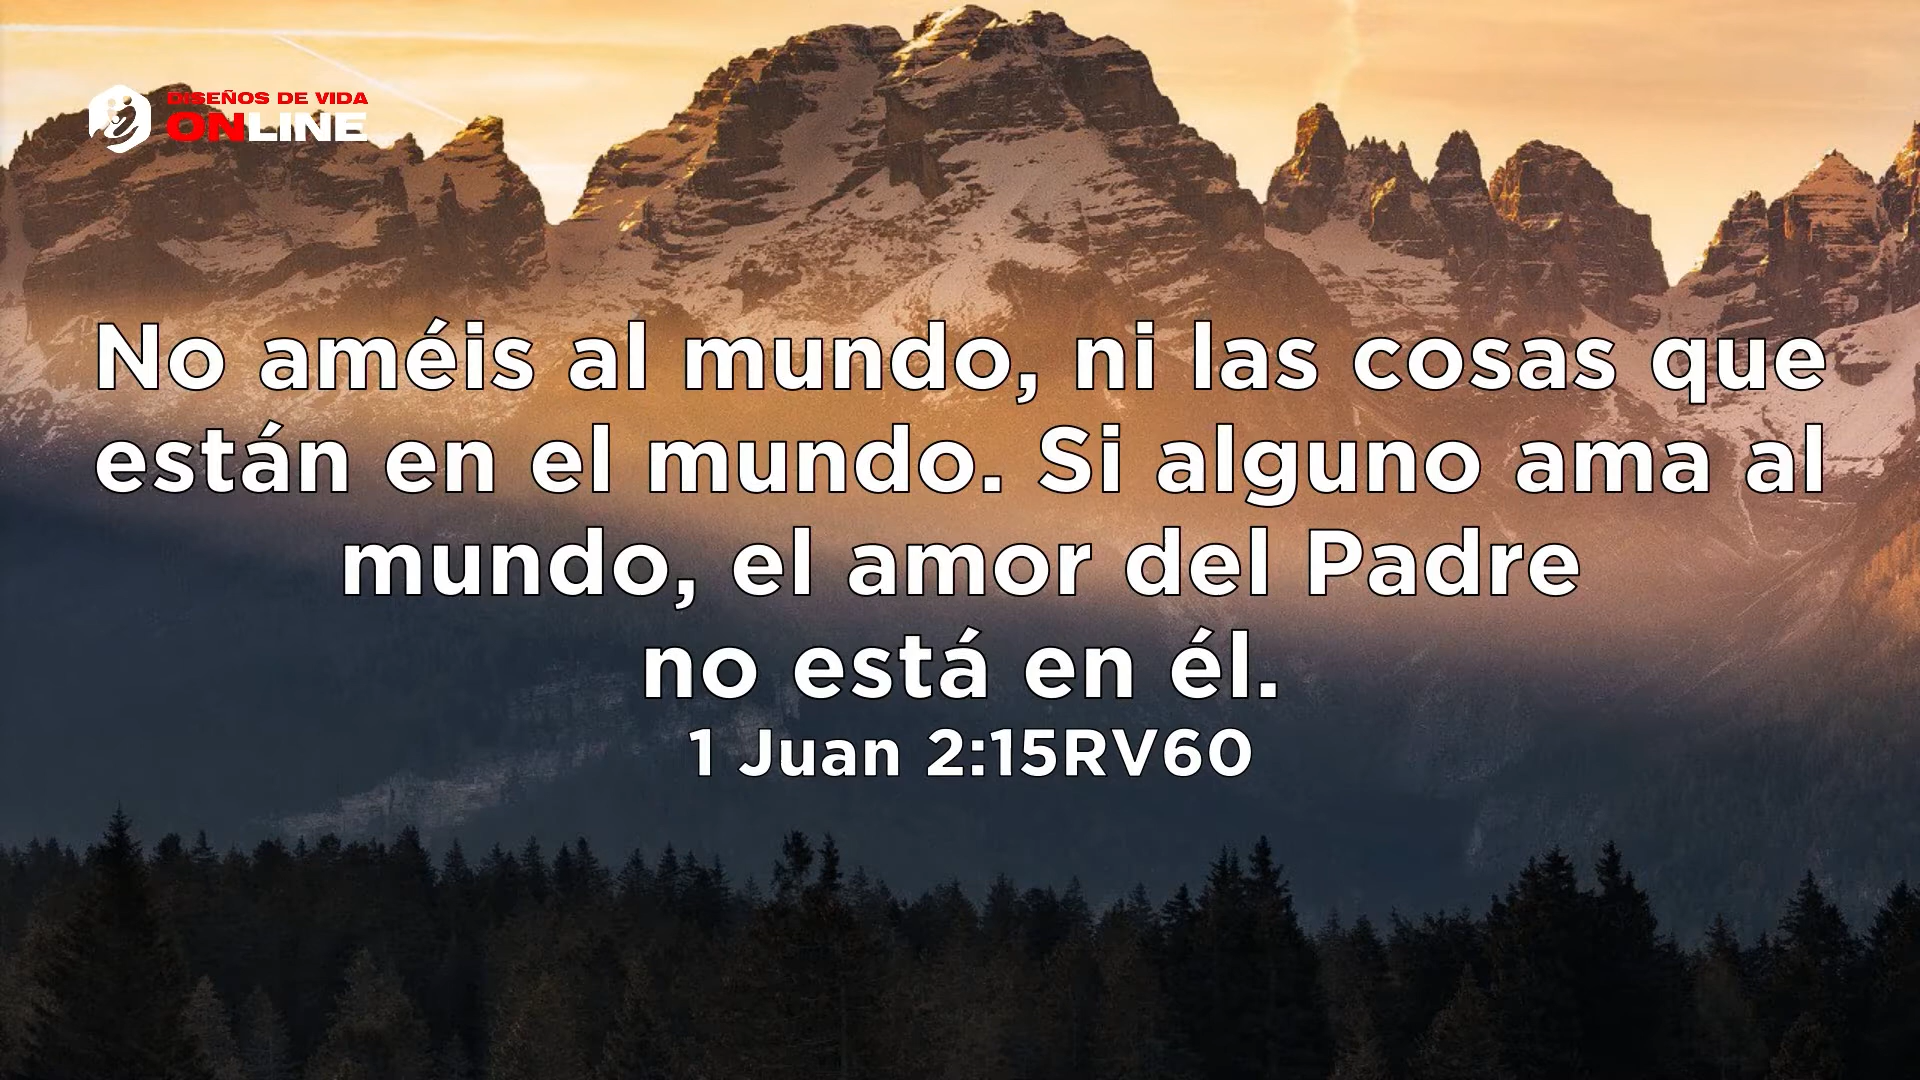 DISEÑOS DE VIDA
ONLINE
No améis al mundo, ni las cosas que
están en el mundo. Si alguno ama al
mundo, el amor del Padre
no está en él.
1 Juan 2:15RV60